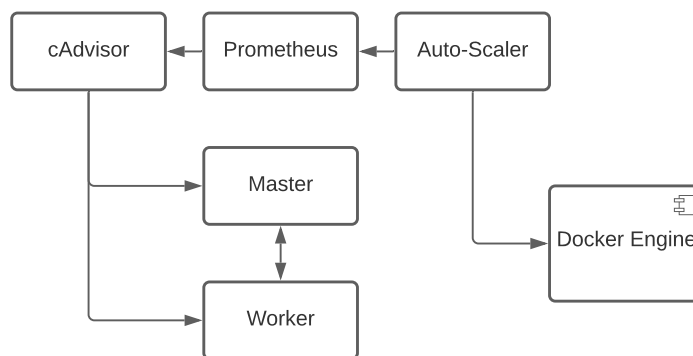 cAdvisor
Prometheus
Auto-Scaler
Master
Docker Engine
Worker